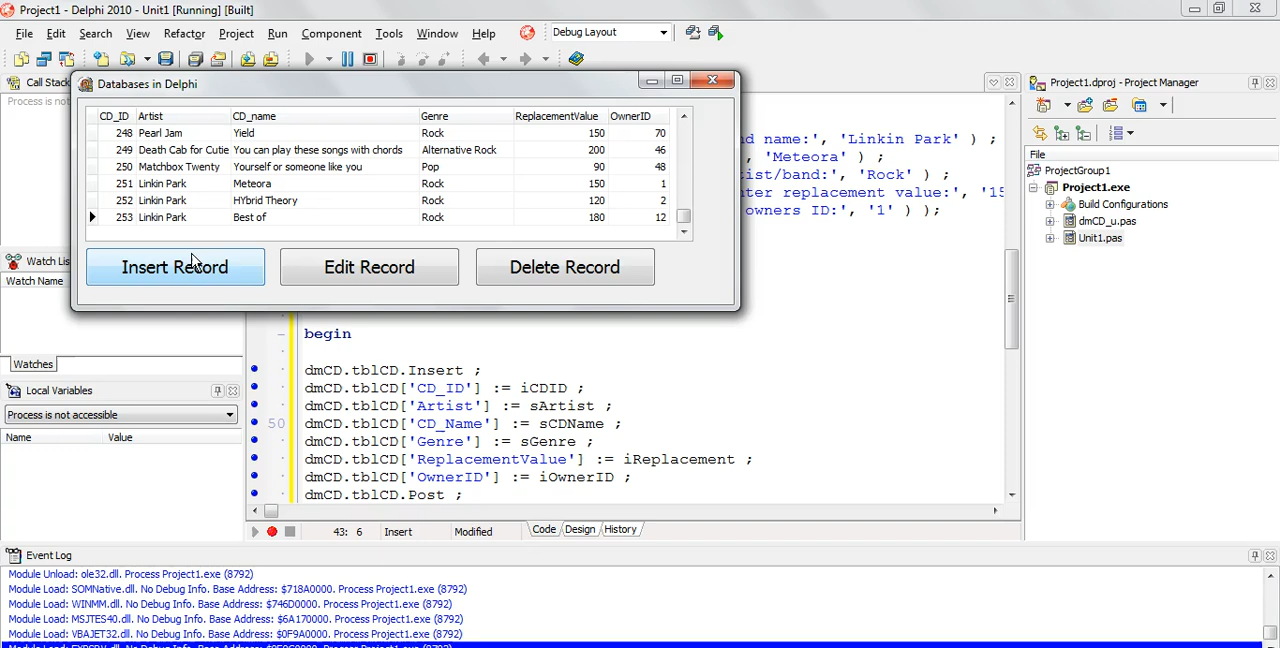 Project1 - Delphi 2010 - Unit1 [Running] [Built]
File Edit Search View Refactor Project Run Component Tools Window Help Debug Layout
Call Stack
Process is not
Databases in Delphi
CD_ID Artist CD_name Genre ReplacementValue OwnerID
248 Pearl Jam Yield Rock 150 70
249 Death Cab for Cutie You can play these songs with chords Alternative Rock 200 46
250 Matchbox Twenty Yourself or someone like you Pop 90 48
251 Linkin Park Meteora Rock 150 1
252 Linkin Park HYbrid Theory Rock 120 2
253 Linkin Park Best of Rock 180 12
Insert Record Edit Record Delete Record
nd name:', 'Linkin Park' ) ;
, 'Meteora' ) ;
rtist/band:', 'Rock' ) ;
nter replacement value:', '15
owners ID:', '1' ) );
Project1.dproj - Project Manager
File
ProjectGroup1
Project1.exe
Build Configurations
dmCD_u.pas
Unit1.pas
Watch Lis
Watch Name
Watches
Local Variables
Process is not accessible
Name Value
begin
dmCD.tblCD.Insert ;
dmCD.tblCD['CD_ID'] := iCDID ;
dmCD.tblCD['Artist'] := sArtist ;
50 dmCD.tblCD['CD_Name'] := sCDName ;
dmCD.tblCD['Genre'] := sGenre ;
dmCD.tblCD['ReplacementValue'] := iReplacement ;
dmCD.tblCD['OwnerID'] := iOwnerID ;
dmCD.tblCD.Post ;
43: 6 Insert Modified Code Design History
Event Log
Module Unload: ole32.dll. Process Project1.exe (8792)
Module Load: SOMNative.dll. No Debug Info. Base Address: $718A0000. Process Project1.exe (8792)
Module Load: WINMM.dll. No Debug Info. Base Address: $746D0000. Process Project1.exe (8792)
Module Load: MSJTES40.dll. No Debug Info. Base Address: $6A170000. Process Project1.exe (8792)
Module Load: VBAJET32.dll. No Debug Info. Base Address: $0F9A0000. Process Project1.exe (8792)